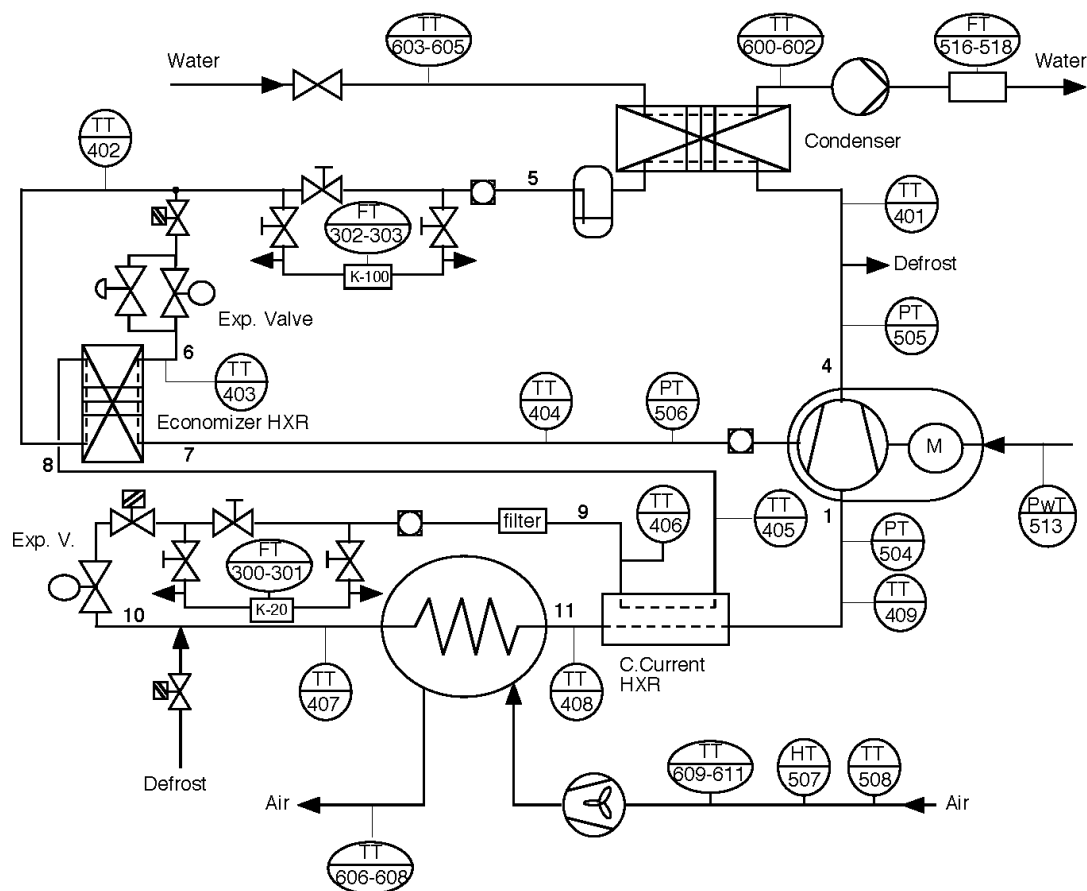 TT
603-605
TT
600-602
FT
516-518
Water
Water
Condenser
TT
402
5
TT
401
FT
302-303
K-100
Defrost
Exp. Valve
PT
505
6
TT
403
4
TT
404
PT
506
Economizer HXR
7
8
M
PwT
513
1
TT
406
TT
405
filter
9
Exp. V.
FT
300-301
PT
504
K-20
TT
409
10
11
C.Current
HXR
TT
407
TT
408
Defrost
TT
609-611
HT
507
TT
508
Air
Air
TT
606-608